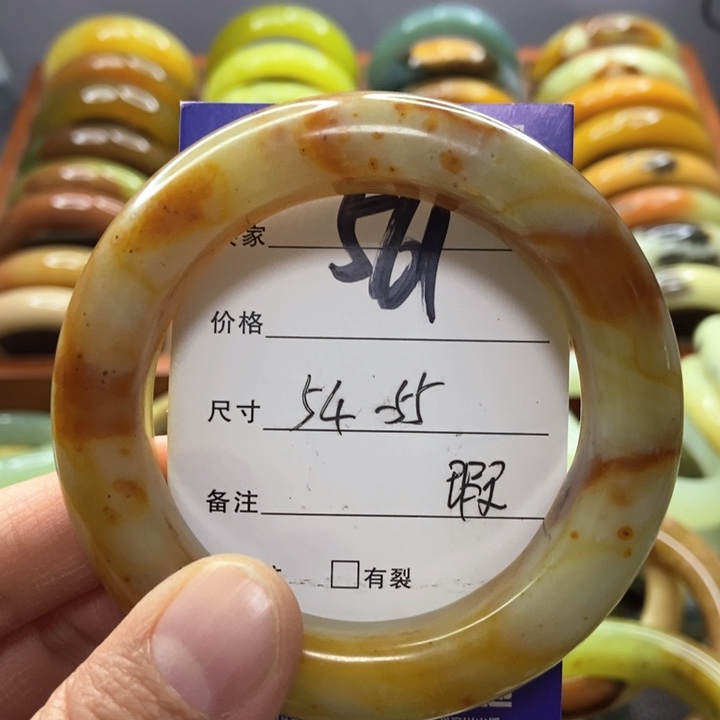 家 561
价格
尺寸 54-55
备注 瑕
□有裂